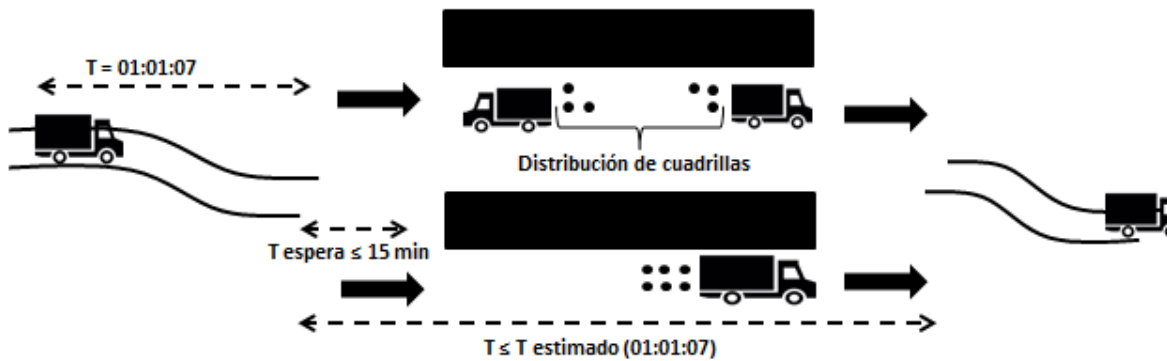 T = 01:01:07
Distribución de cuadrillas
T espera ≤ 15 min
T ≤ T estimado (01:01:07)